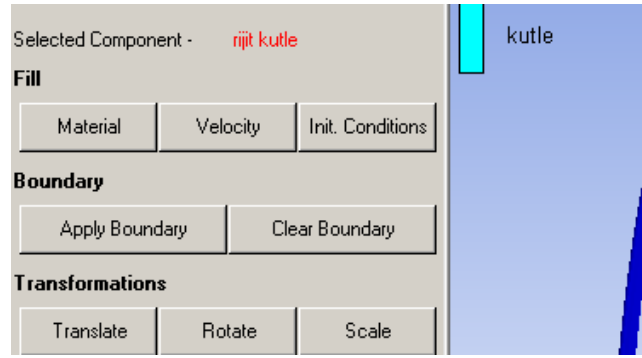 Selected Component - rijit kutle
Fill
Material Velocity Init. Conditions
Boundary
Apply Boundary Clear Boundary
Transformations
Translate Rotate Scale
kutle